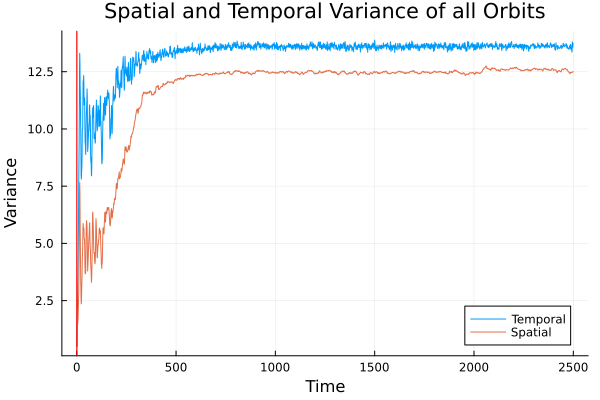 Spatial and Temporal Variance of all Orbits
Variance
12.5
10.0
7.5
5.0
2.5
0
500
1000
1500
2000
2500
Time
Temporal
Spatial